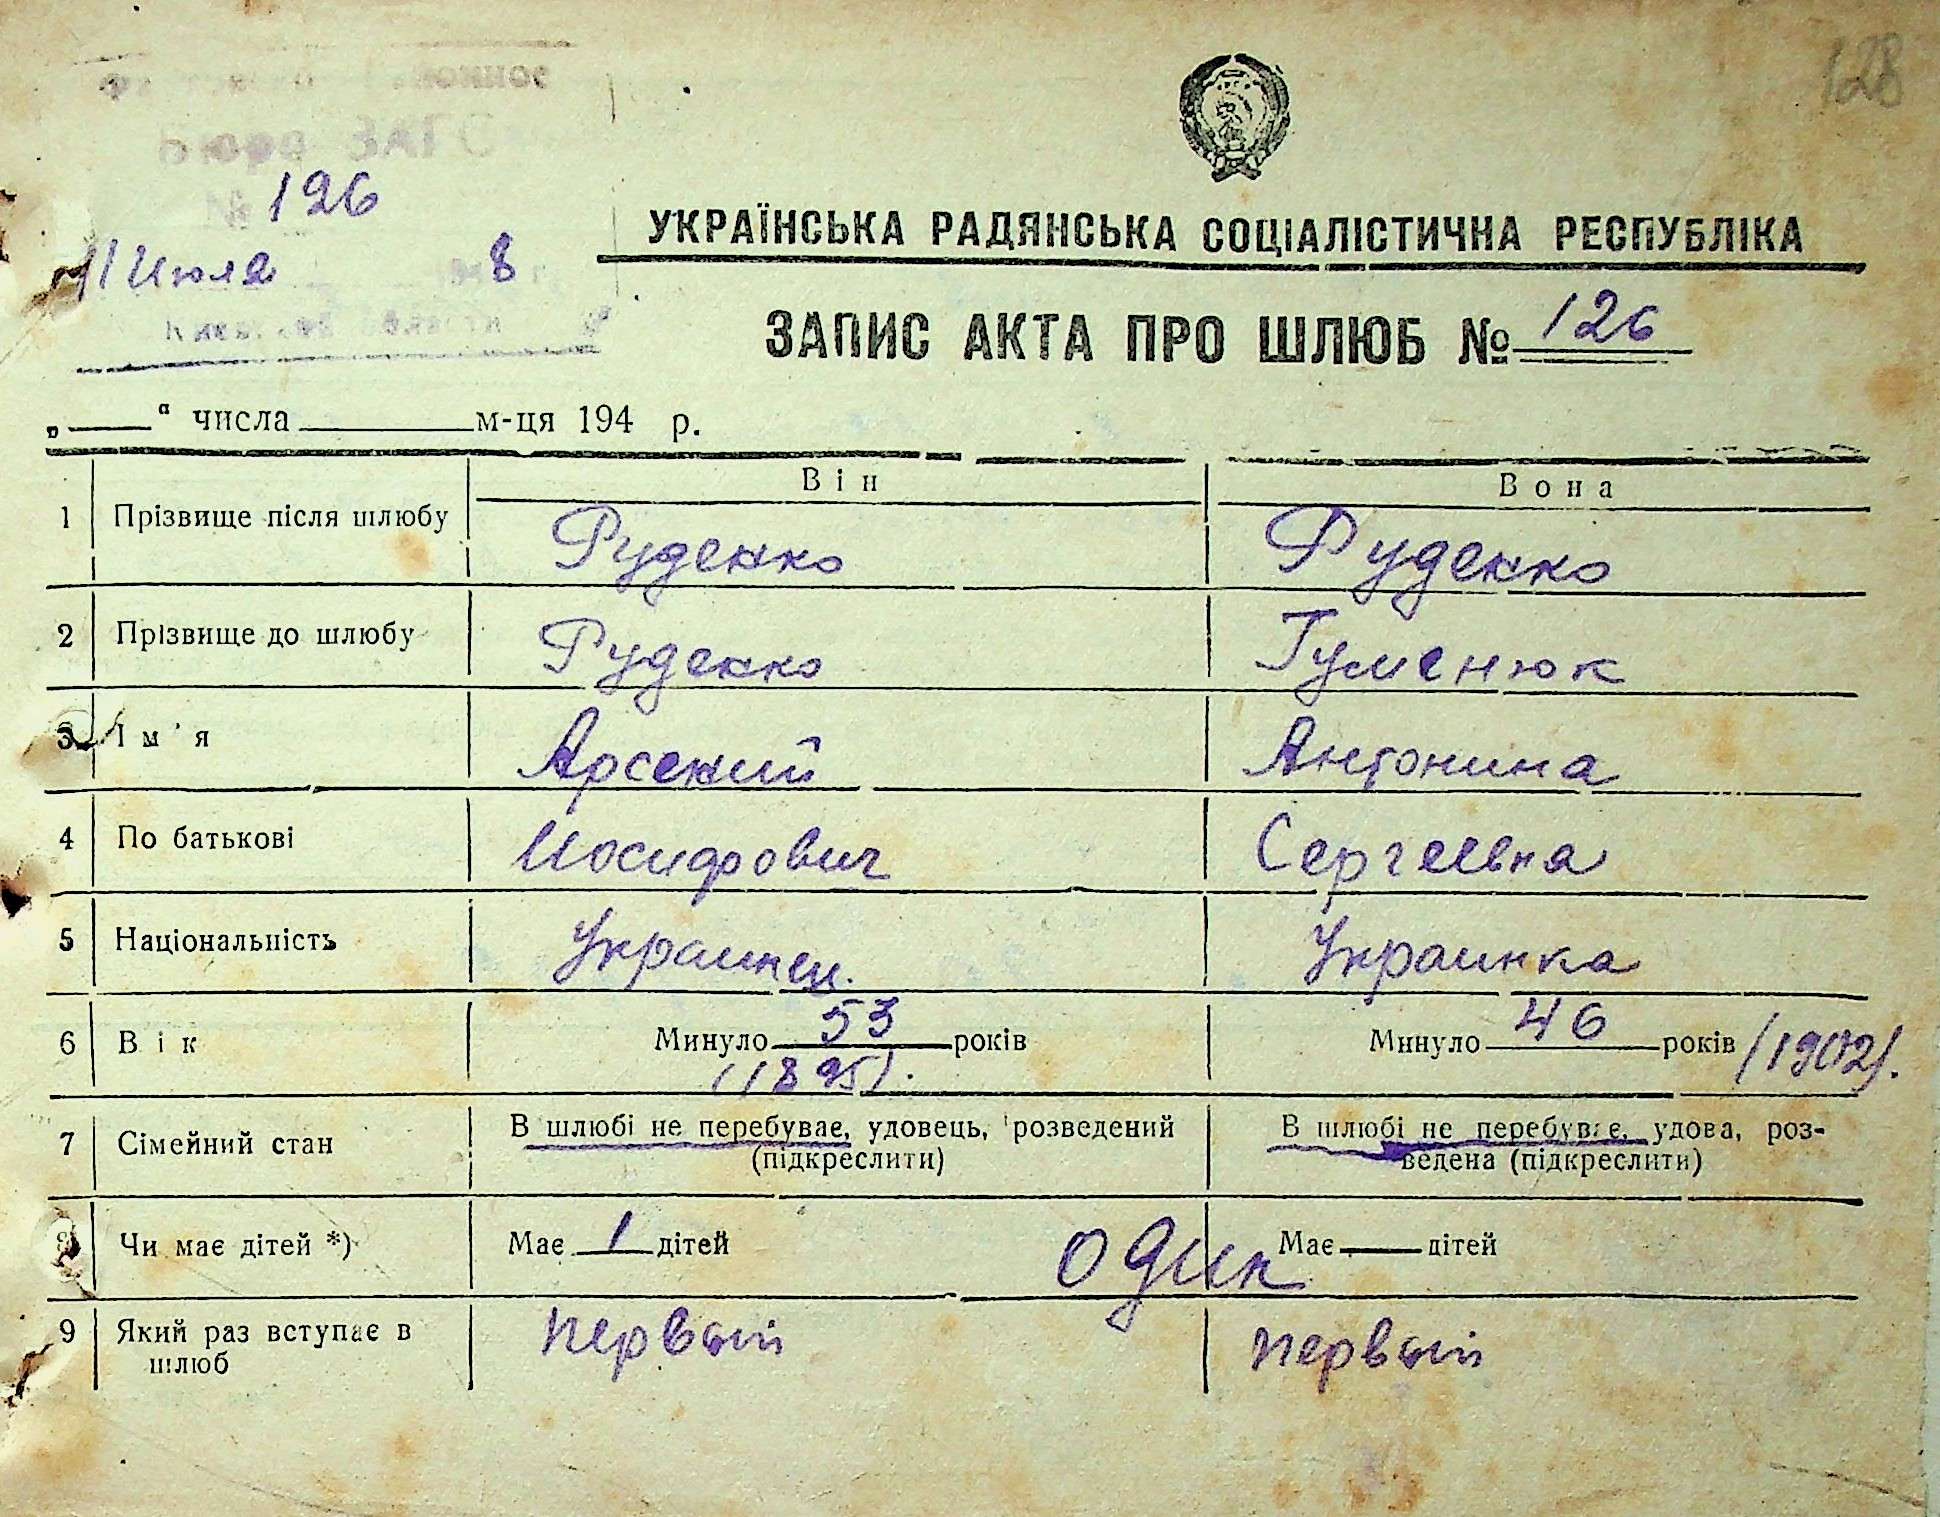 128
Бюро ЗАГС
№ 126
11 Июля 1948 г.
УКРАЇНСЬКА РАДЯНСЬКА СОЦІАЛІСТИЧНА РЕСПУБЛІКА
ЗАПИС АКТА ПРО ШЛЮБ № 126
„ “ числа м-ця 194 р.
Він Вона
1 Прізвище після шлюбу Руденко Руденко
2 Прізвище до шлюбу Руденко Гуменюк
3 Ім'я Арсений Антонина
4 По батькові Иосифович Сергеевна
5 Національність Украинец. Украинка
6 Вік Минуло 53 років (1895). Минуло 46 років (1902).
7 Сімейний стан В шлюбі не перебуває, удовець, розведений В шлюбі не перебуває, удова, роз-
(підкреслити) ведена (підкреслити)
8 Чи має дітей *) Має 1 дітей один Має — дітей
9 Який раз вступає в первый первый
шлюб